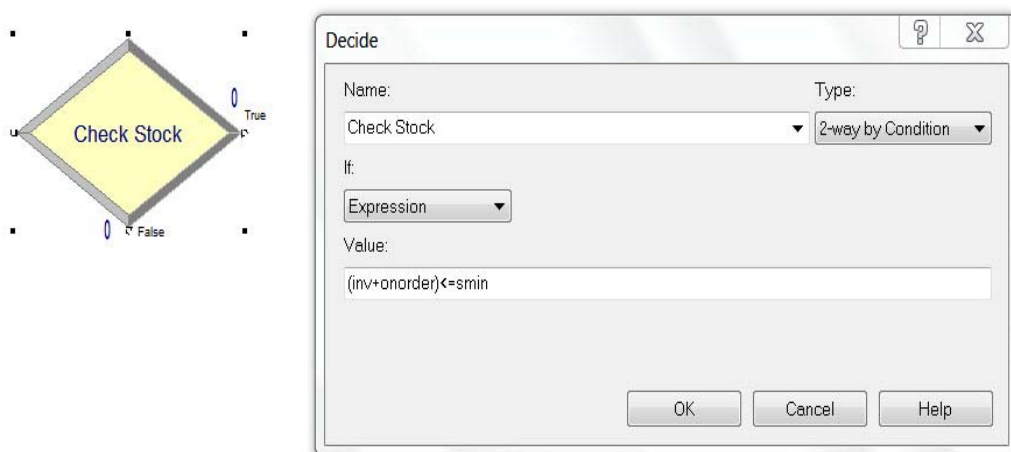 Check Stock
0
True
0
False
Decide
Name:
Type:
Check Stock
2-way by Condition
If:
Expression
Value:
(inv+onorder)<=smin
OK
Cancel
Help